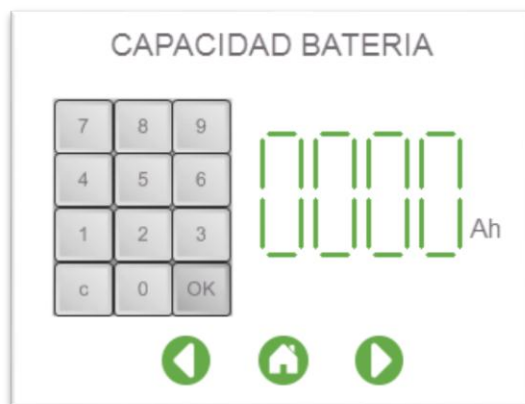 CAPACIDAD BATERIA
7 8 9
4 5 6
1 2 3
c 0 OK
0000 Ah